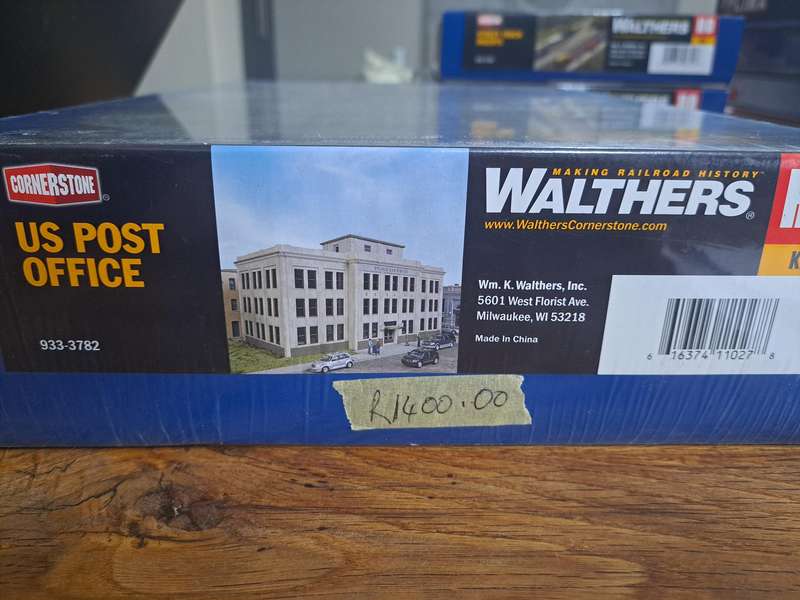 WALTHERS
CORNERSTONE
US POST
OFFICE
933-3782
MAKING RAILROAD HISTORY
WALTHERS
www.WalthersCornerstone.com
Wm. K. Walthers, Inc.
5601 West Florist Ave.
Milwaukee, WI 53218
Made In China
6 16374 11027 8
R1400.00